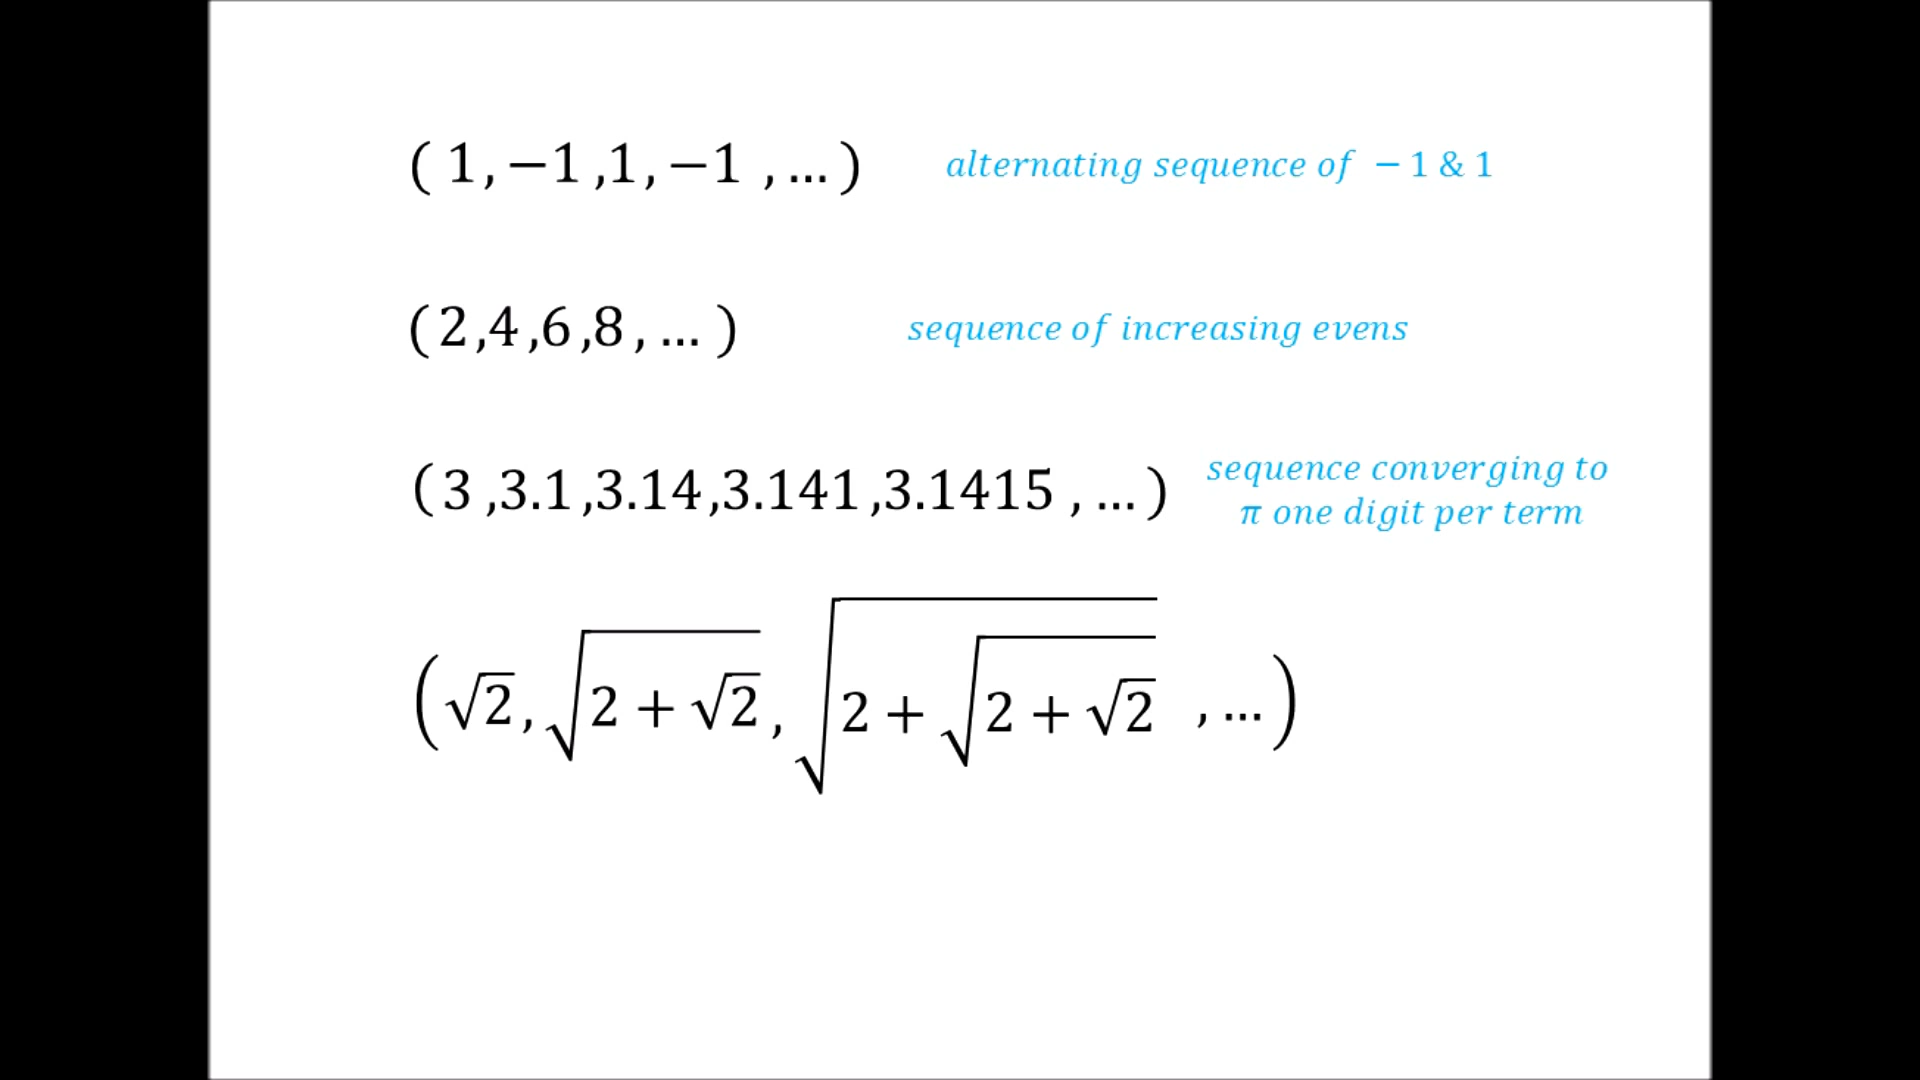 ( 1, −1 ,1, −1 , … ) alternating sequence of − 1 & 1
( 2,4 ,6 ,8 , … ) sequence of increasing evens
( 3 ,3.1 ,3.14 ,3.141 ,3.1415 , … ) sequence converging to
π one digit per term
(√2, √(2 + √2), √(2 + √(2 + √2)) , …)